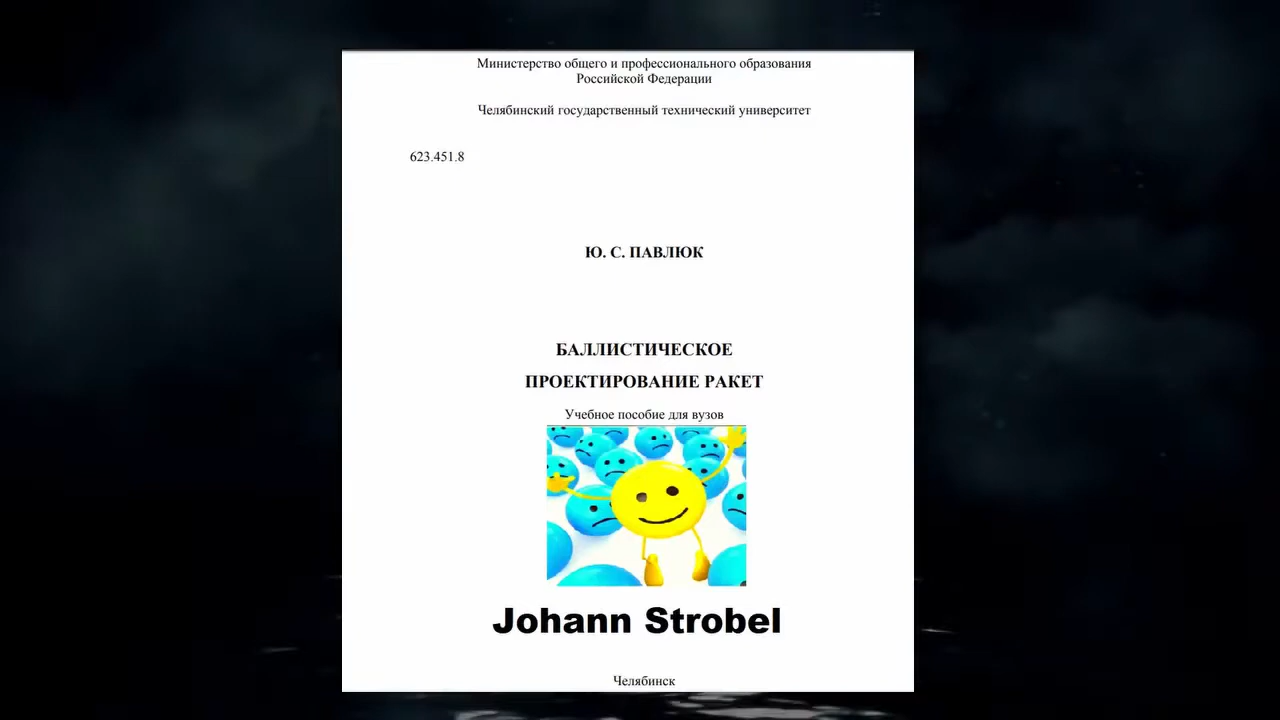 Министерство общего и профессионального образования
Российской Федерации
Челябинский государственный технический университет
623.451.8
Ю. С. ПАВЛЮК
БАЛЛИСТИЧЕСКОЕ
ПРОЕКТИРОВАНИЕ РАКЕТ
Учебное пособие для вузов
Johann Strobel
Челябинск